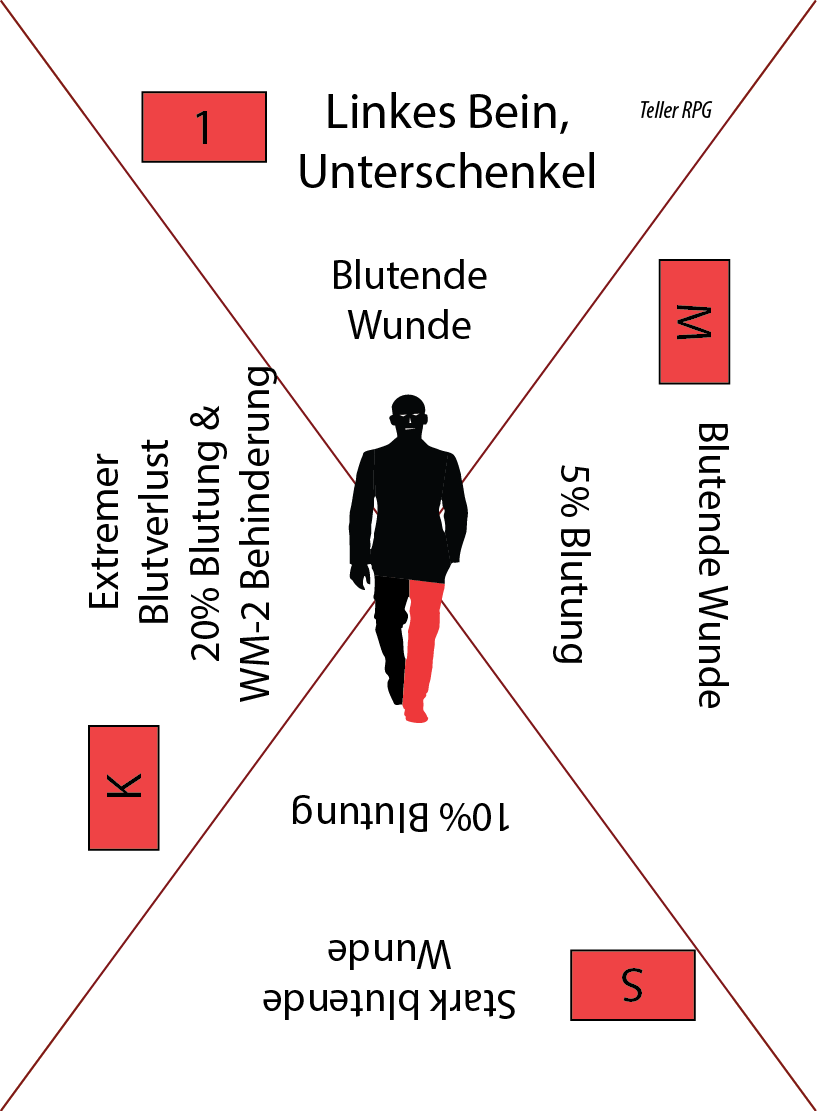 1
Linkes Bein,
Unterschenkel
Teller RPG
Blutende
Wunde
M
Blutende Wunde
5% Blutung
S
Stark blutende
Wunde
10% Blutung
K
Extremer
Blutverlust
20% Blutung &
WM-2 Behinderung